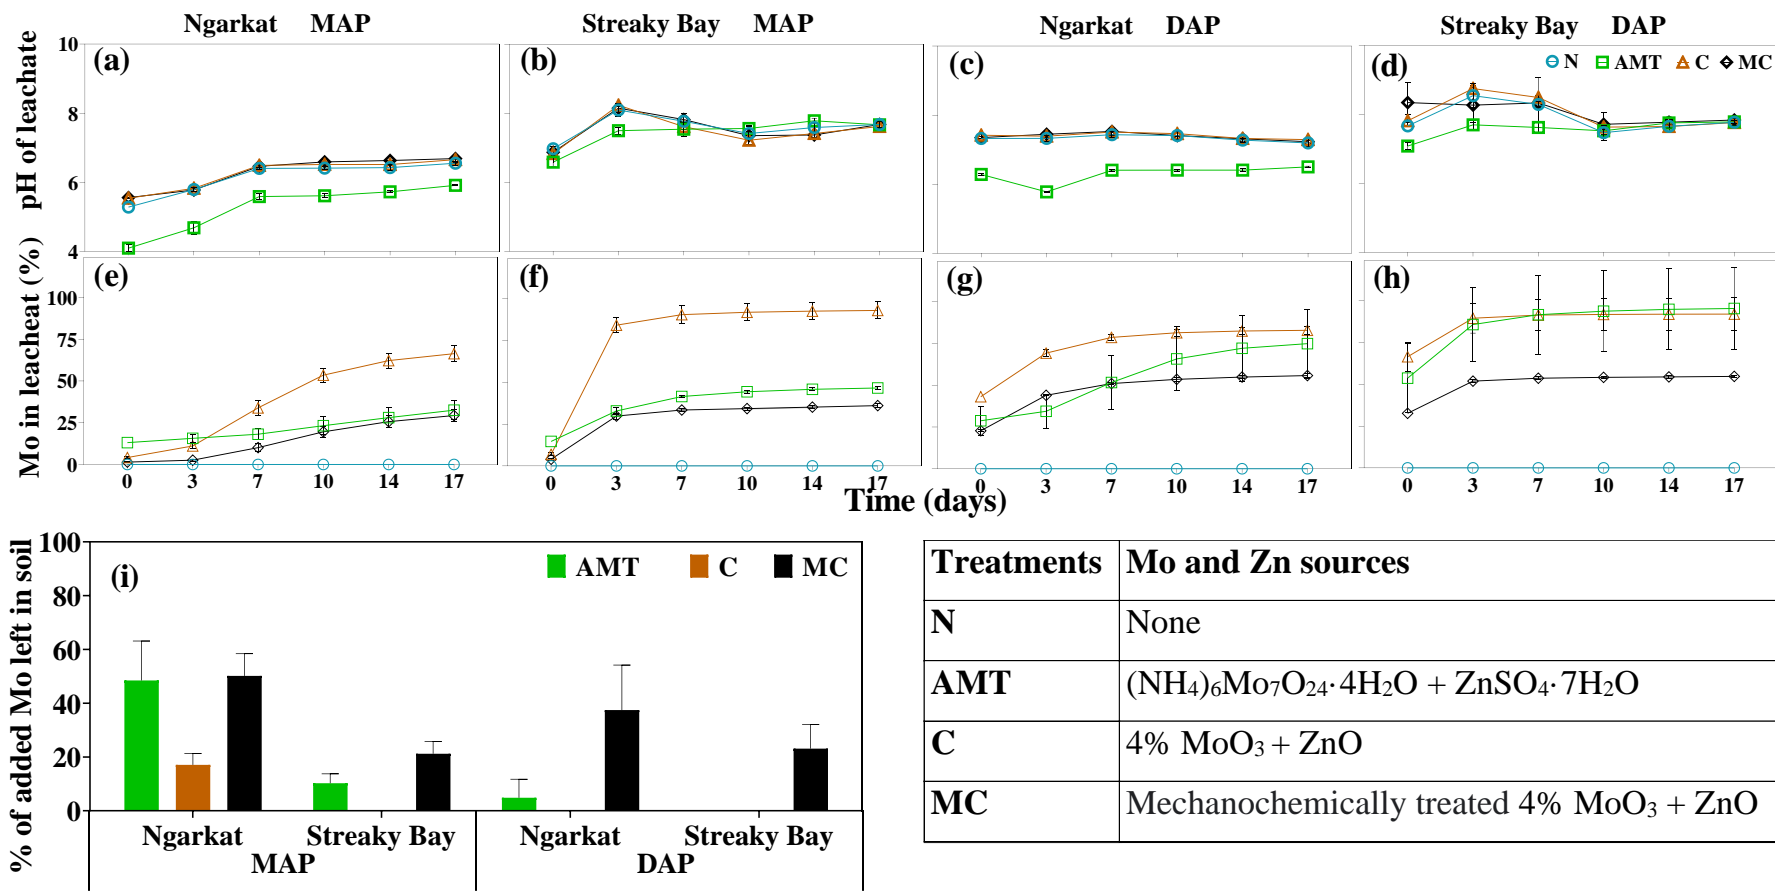 Ngarkat MAP
Streaky Bay MAP
Ngarkat DAP
Streaky Bay DAP
pH of leachate
10
8
6
4
(a)
(b)
(c)
(d)
N AMT C MC
Mo in leacheat (%)
100
75
50
25
0
(e)
(f)
(g)
(h)
0 3 7 10 14 17
0 3 7 10 14 17
0 3 7 10 14 17
0 3 7 10 14 17
Time (days)
% of added Mo left in soil
100
80
60
40
20
0
(i)
AMT C MC
Ngarkat Streaky Bay Ngarkat Streaky Bay
MAP DAP
Treatments Mo and Zn sources
N None
AMT (NH₄)₆Mo₇O₂₄·4H₂O + ZnSO₄·7H₂O
C 4% MoO₃ + ZnO
MC Mechanochemically treated 4% MoO₃ + ZnO